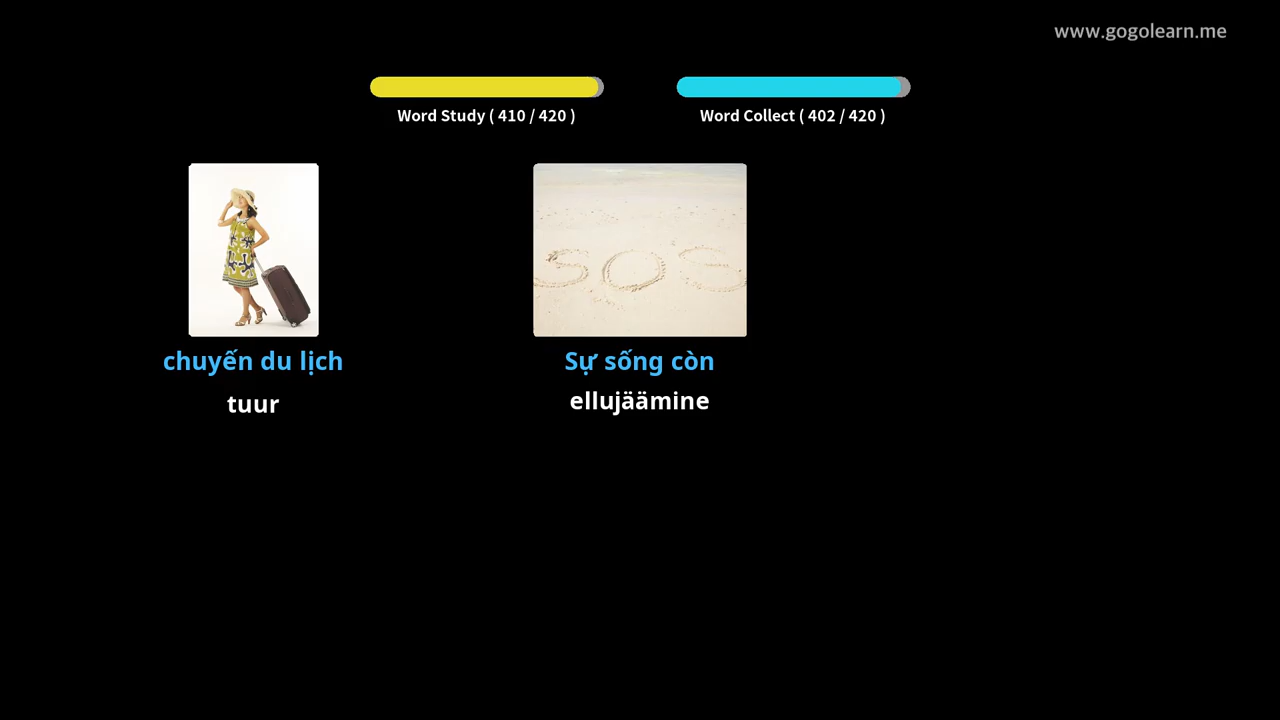 www.gogolearn.me
Word Study ( 410 / 420 )
Word Collect ( 402 / 420 )
SOS
chuyến du lịch
Sự sống còn
tuur
ellujäämine